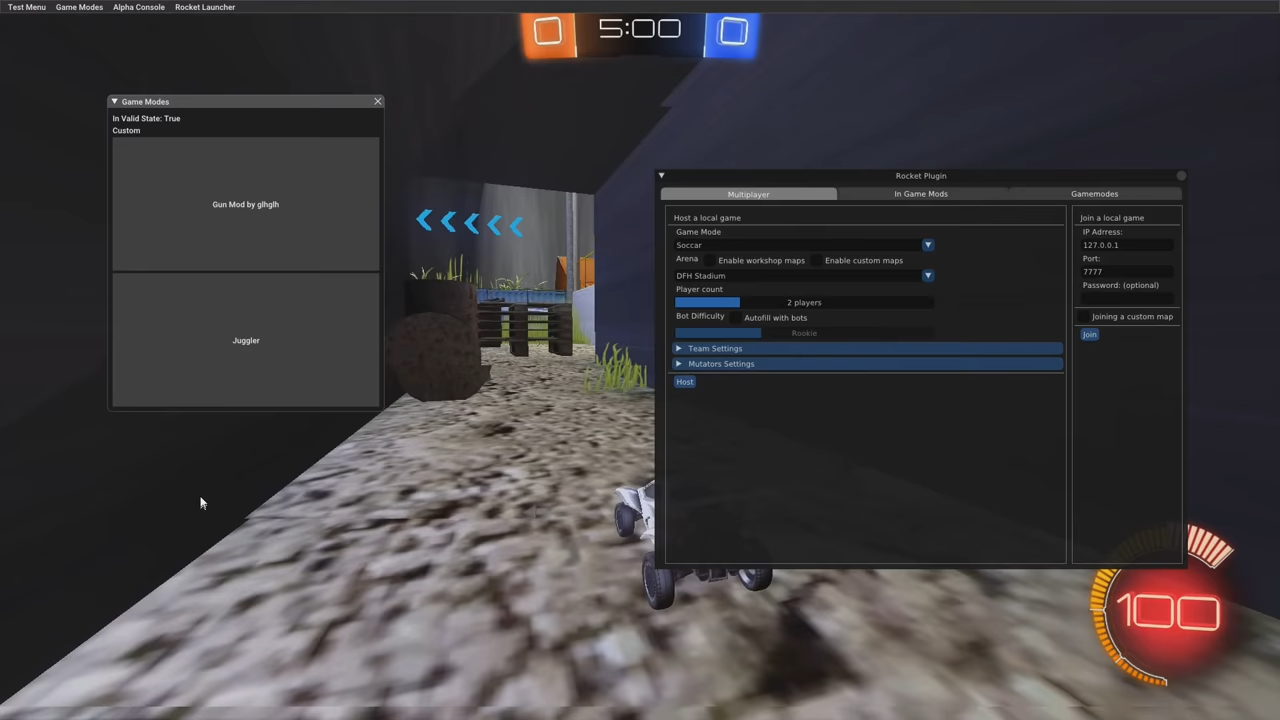 Test Menu Game Modes Alpha Console Rocket Launcher
0 5:00 0
Game Modes
In Valid State: True
Custom
Gun Mod by glhglh
Juggler
Rocket Plugin
Multiplayer In Game Mods Gamemodes
Host a local game
Game Mode
Soccar
Arena Enable workshop maps Enable custom maps
DFH Stadium
Player count
2 players
Bot Difficulty Autofill with bots
Rookie
Team Settings
Mutators Settings
Host
Join a local game
IP Adrress:
127.0.0.1
Port:
7777
Password: (optional)
Joining a custom map
Join
100